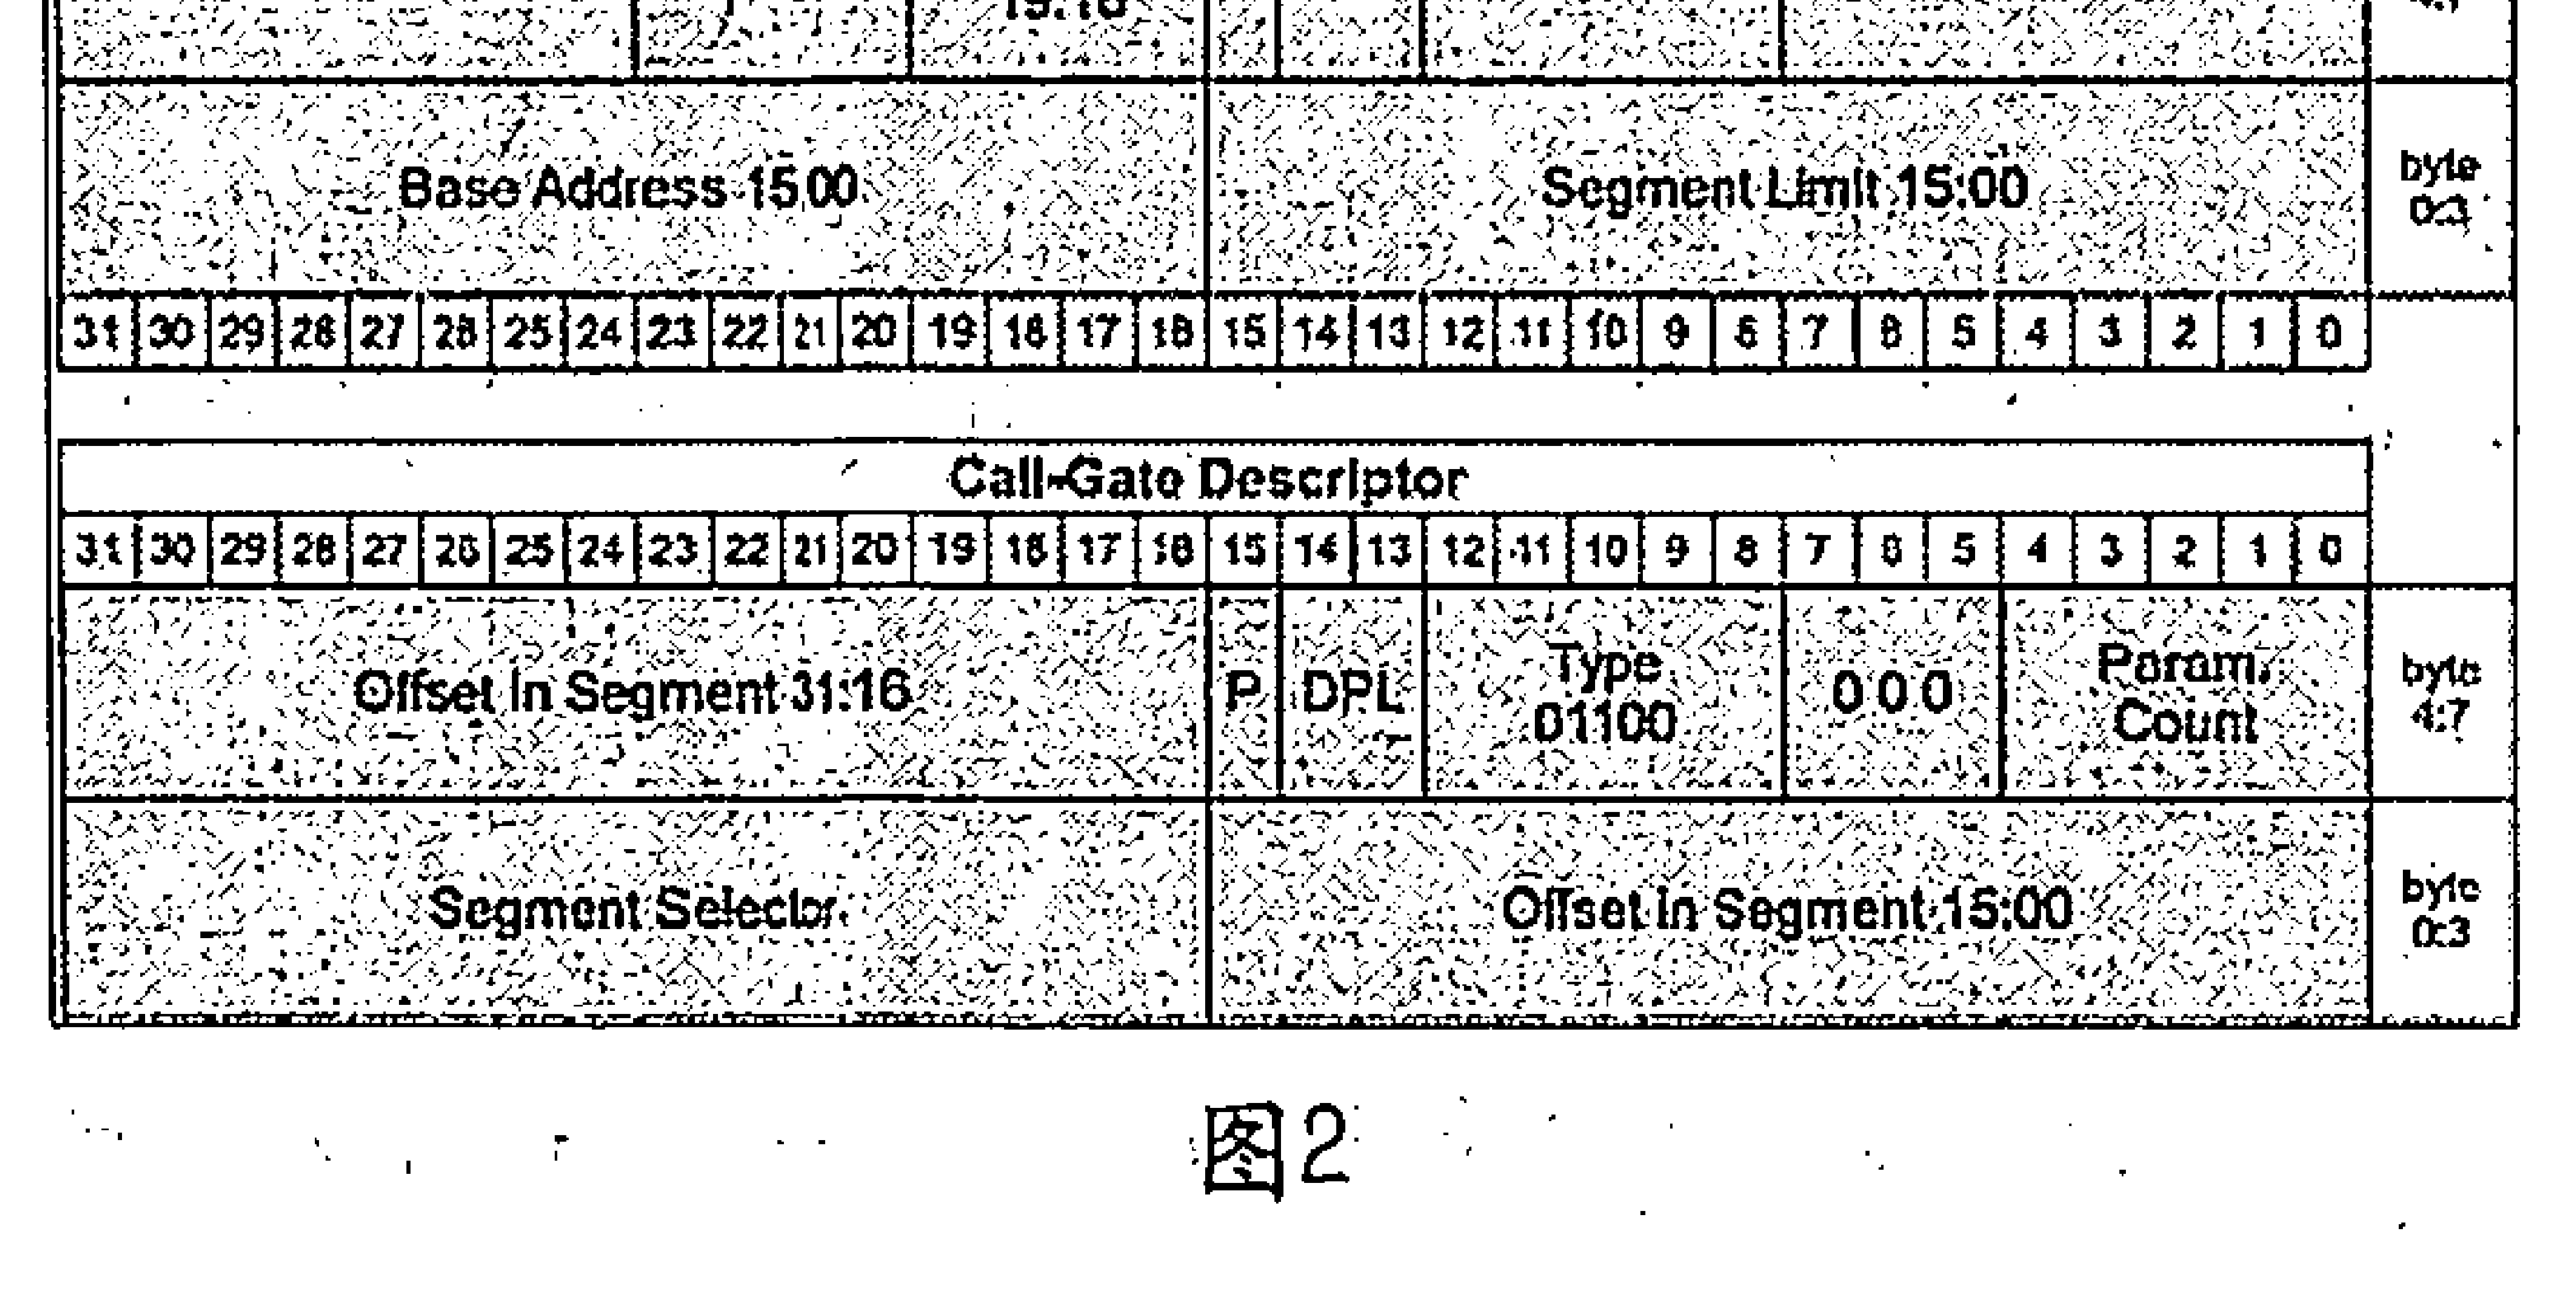 Base Address 15:00
Segment Limit 15:00
byte
0:3
31 30 29 28 27 26 25 24 23 22 21 20 19 18 17 16 15 14 13 12 11 10 9 8 7 6 5 4 3 2 1 0
Call-Gate Descriptor
31 30 29 28 27 26 25 24 23 22 21 20 19 18 17 16 15 14 13 12 11 10 9 8 7 6 5 4 3 2 1 0
Offset In Segment 31:16
P
DPL
Type
01100
0 0 0
Param.
Count
byte
4:7
Segment Selector
Offset In Segment 15:00
byte
0:3
图2